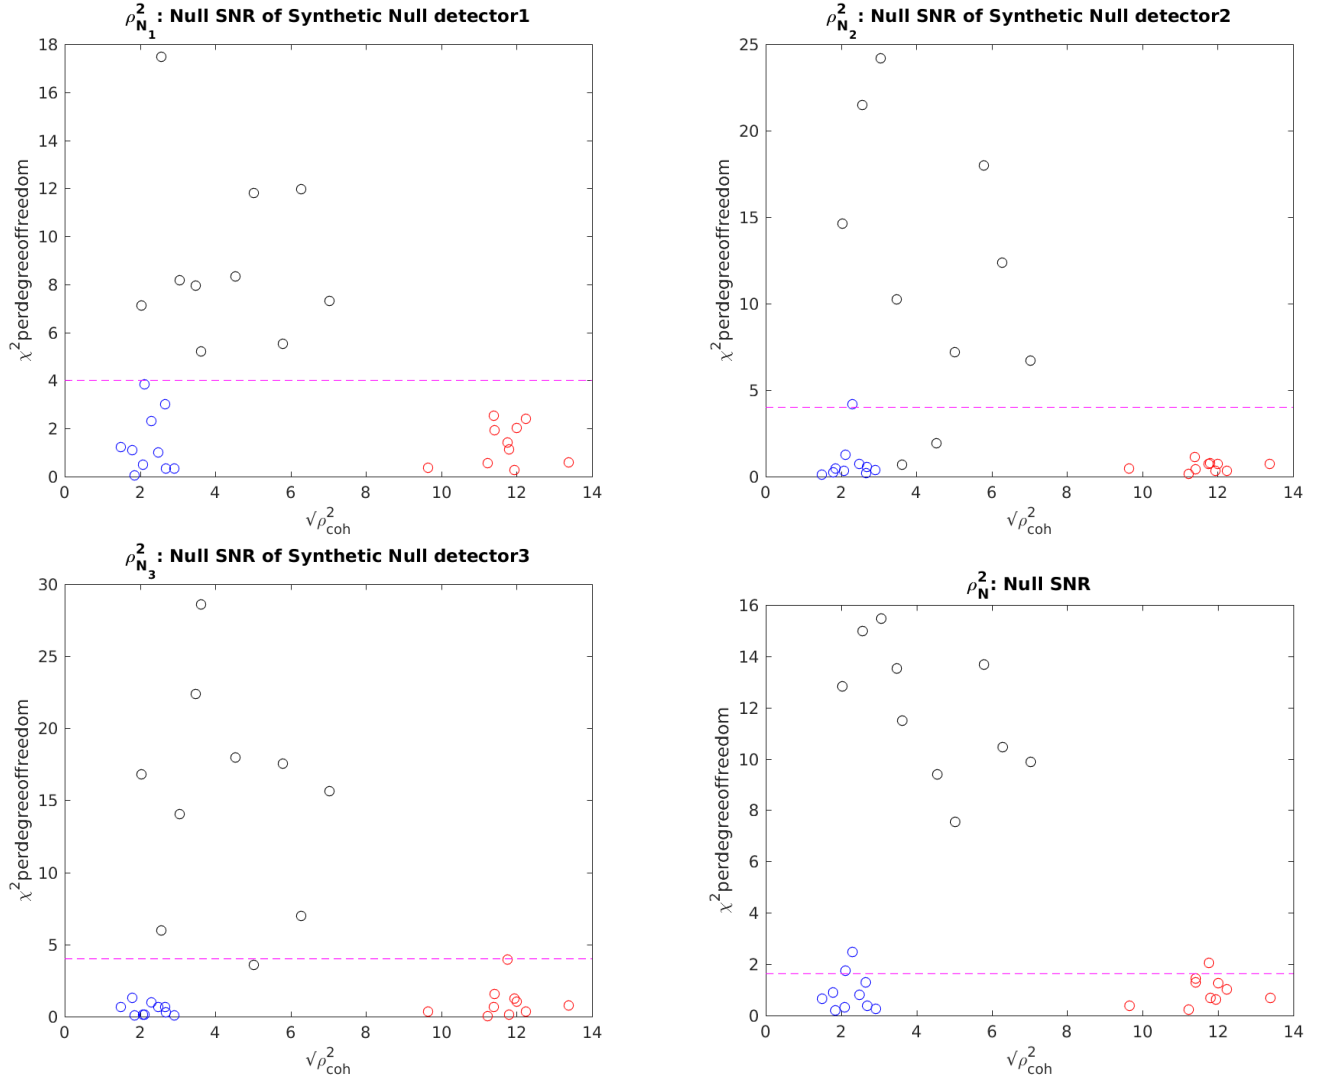 ρ²N₁: Null SNR of Synthetic Null detector1
18
16
14
12
10
8
6
4
2
0
χ²perdegreeoffreedom
0 2 4 6 8 10 12 14
√ρ²coh
ρ²N₂: Null SNR of Synthetic Null detector2
25
20
15
10
5
0
χ²perdegreeoffreedom
0 2 4 6 8 10 12 14
√ρ²coh
ρ²N₃: Null SNR of Synthetic Null detector3
30
25
20
15
10
5
0
χ²perdegreeoffreedom
0 2 4 6 8 10 12 14
√ρ²coh
ρ²N: Null SNR
16
14
12
10
8
6
4
2
0
χ²perdegreeoffreedom
0 2 4 6 8 10 12 14
√ρ²coh